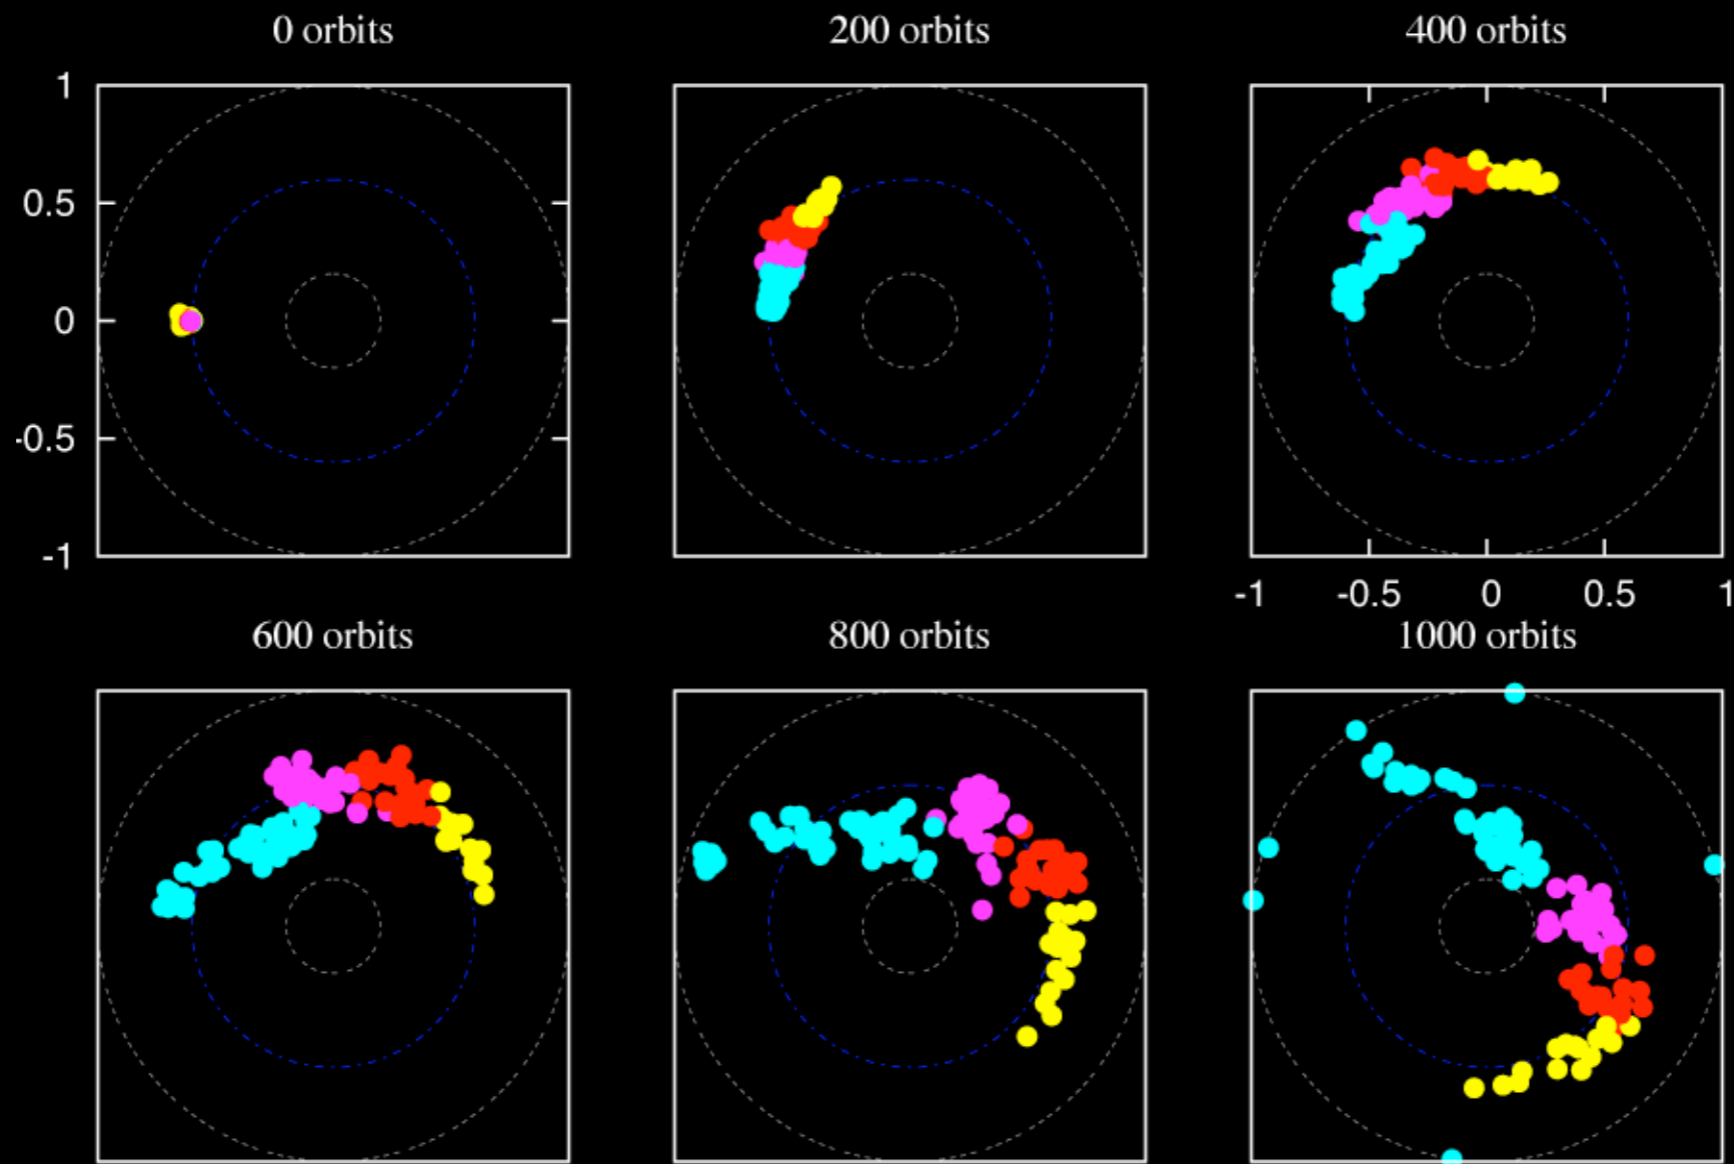 0 orbits
200 orbits
400 orbits
1
0.5
0
-0.5
-1
-1 -0.5 0 0.5 1
600 orbits
800 orbits
1000 orbits